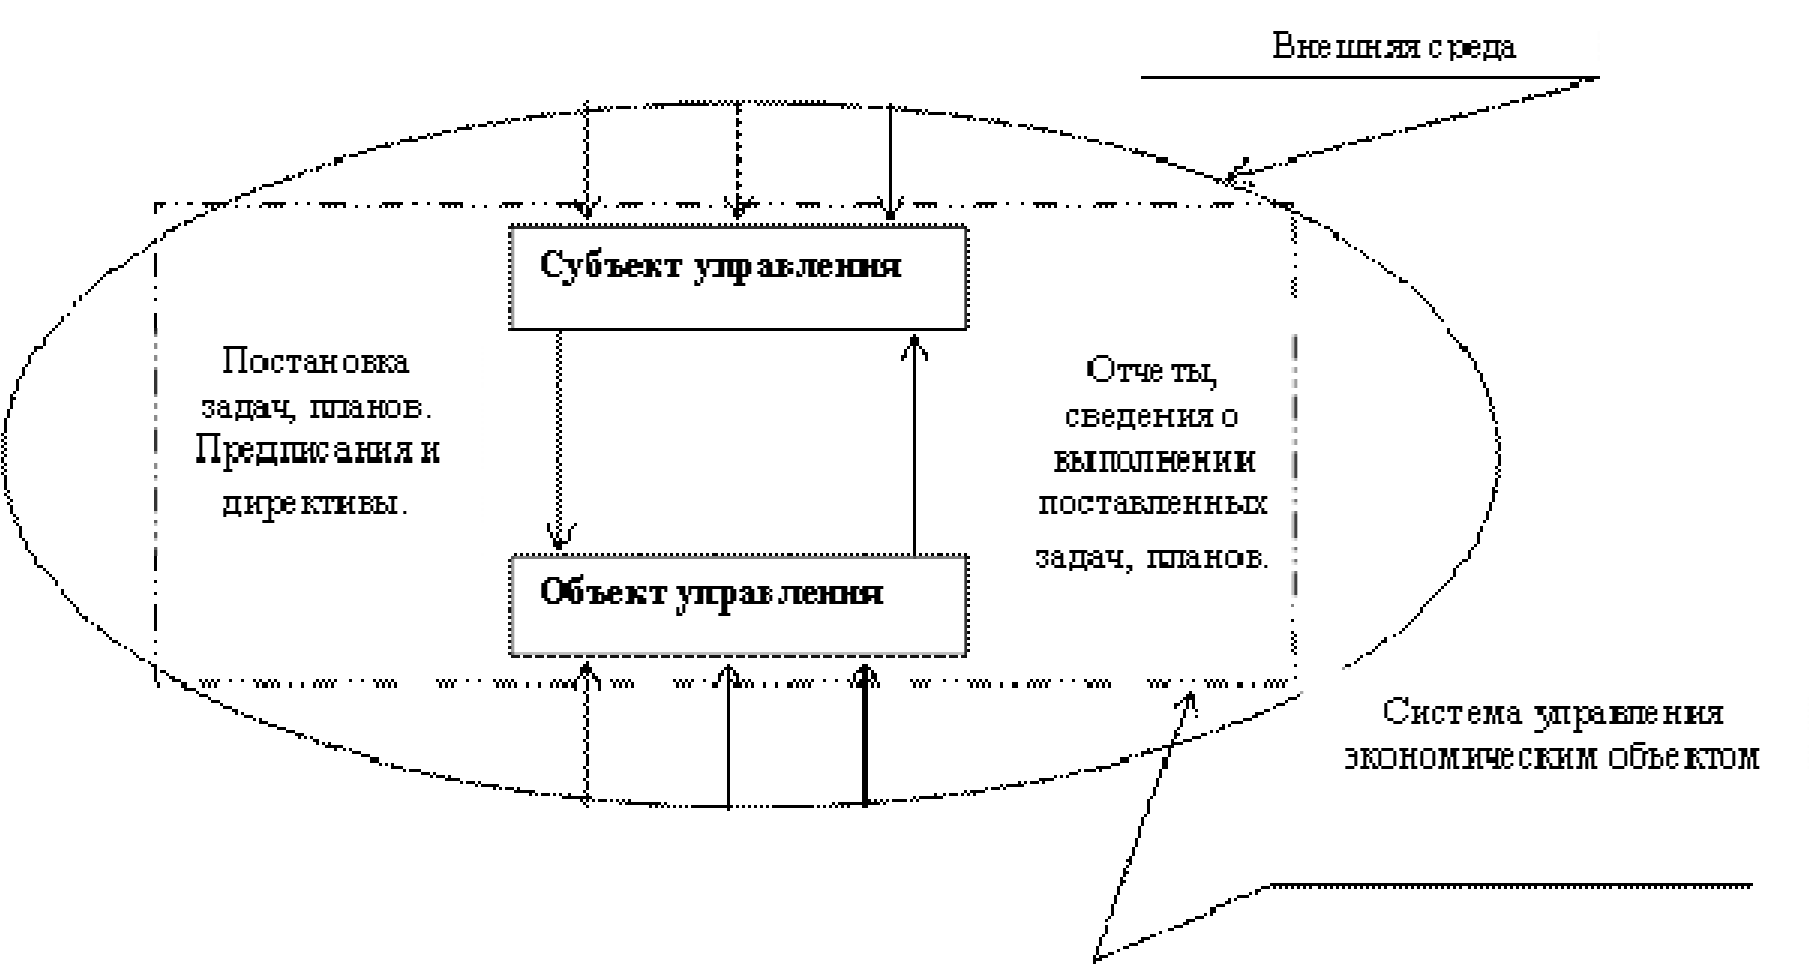 Внешняя среда
Субъект управления
Постановка
задач, планов.
Предписания и
директивы.
Отчеты,
сведения о
выполнении
поставленных
задач, планов.
Объект управления
Система управления
экономическим объектом